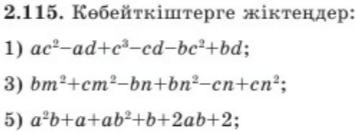 2.115. Көбейткіштерге жіктеңдер:
1) ac²–ad+c³–cd–bc²+bd;
3) bm²+cm²–bn+bn²–cn+cn²;
5) a²b+a+ab²+b+2ab+2;